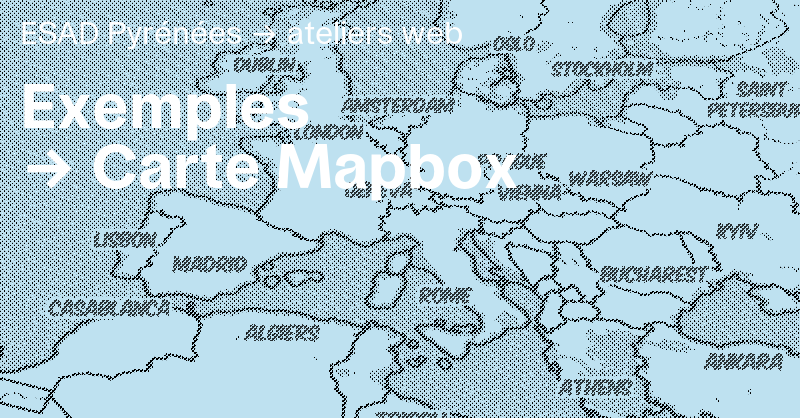 ESAD Pyrénées → ateliers web
OSLO
DUBLIN
STOCKHOLM
SAINT
Exemples
AMSTERDAM
LONDON
→ Carte Mapbox
WARSAW
VIENNA
LISBON
KYIV
MADRID
BUCHAREST
ROME
CASABLANCA
ALGIERS
ANKARA
ATHENS